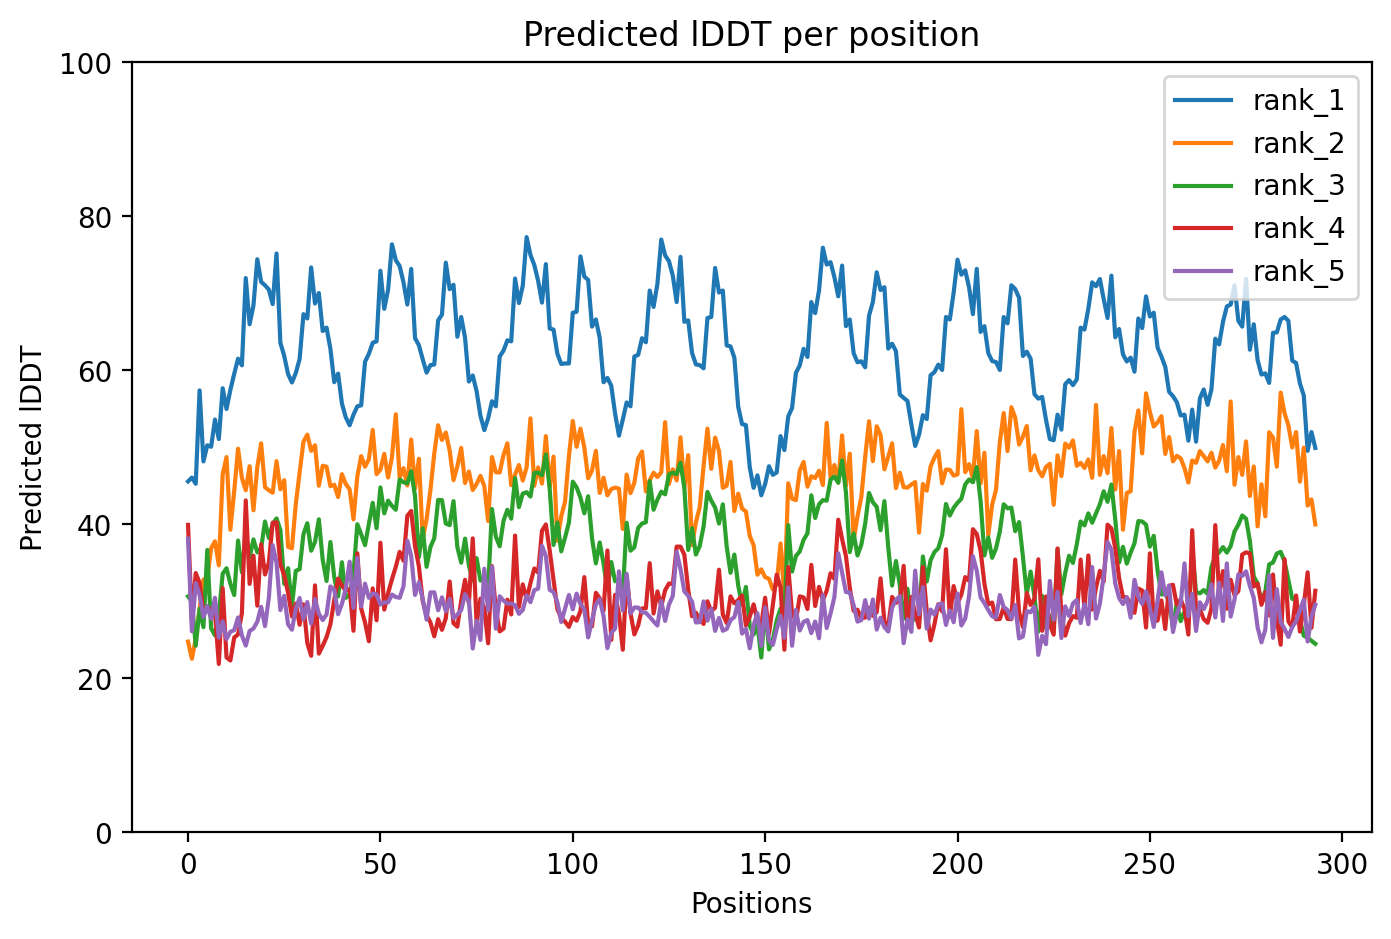 Predicted lDDT per position
100
80
60
40
20
0
Predicted lDDT
rank_1
rank_2
rank_3
rank_4
rank_5
0 50 100 150 200 250 300
Positions